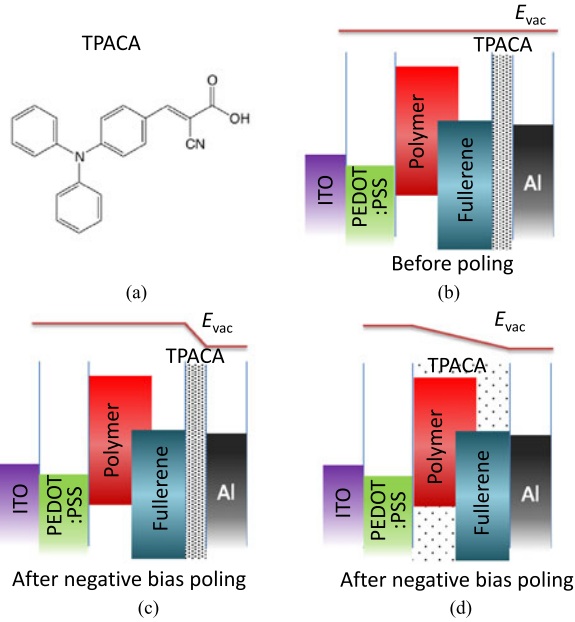 TPACA
O
OH
CN
N
(a)
E_vac
TPACA
ITO
PEDOT
:PSS
Polymer
Fullerene
Al
Before poling
(b)
E_vac
TPACA
ITO
PEDOT
:PSS
Polymer
Fullerene
Al
After negative bias poling
(c)
E_vac
TPACA
ITO
PEDOT
:PSS
Polymer
Fullerene
Al
After negative bias poling
(d)